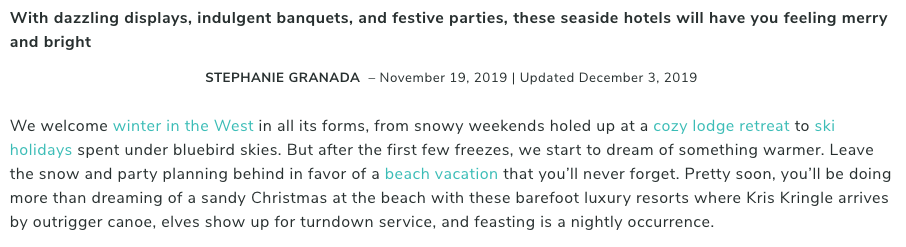 With dazzling displays, indulgent banquets, and festive parties, these seaside hotels will have you feeling merry
and bright
STEPHANIE GRANADA – November 19, 2019 | Updated December 3, 2019
We welcome winter in the West in all its forms, from snowy weekends holed up at a cozy lodge retreat to ski
holidays spent under bluebird skies. But after the first few freezes, we start to dream of something warmer. Leave
the snow and party planning behind in favor of a beach vacation that you’ll never forget. Pretty soon, you’ll be doing
more than dreaming of a sandy Christmas at the beach with these barefoot luxury resorts where Kris Kringle arrives
by outrigger canoe, elves show up for turndown service, and feasting is a nightly occurrence.